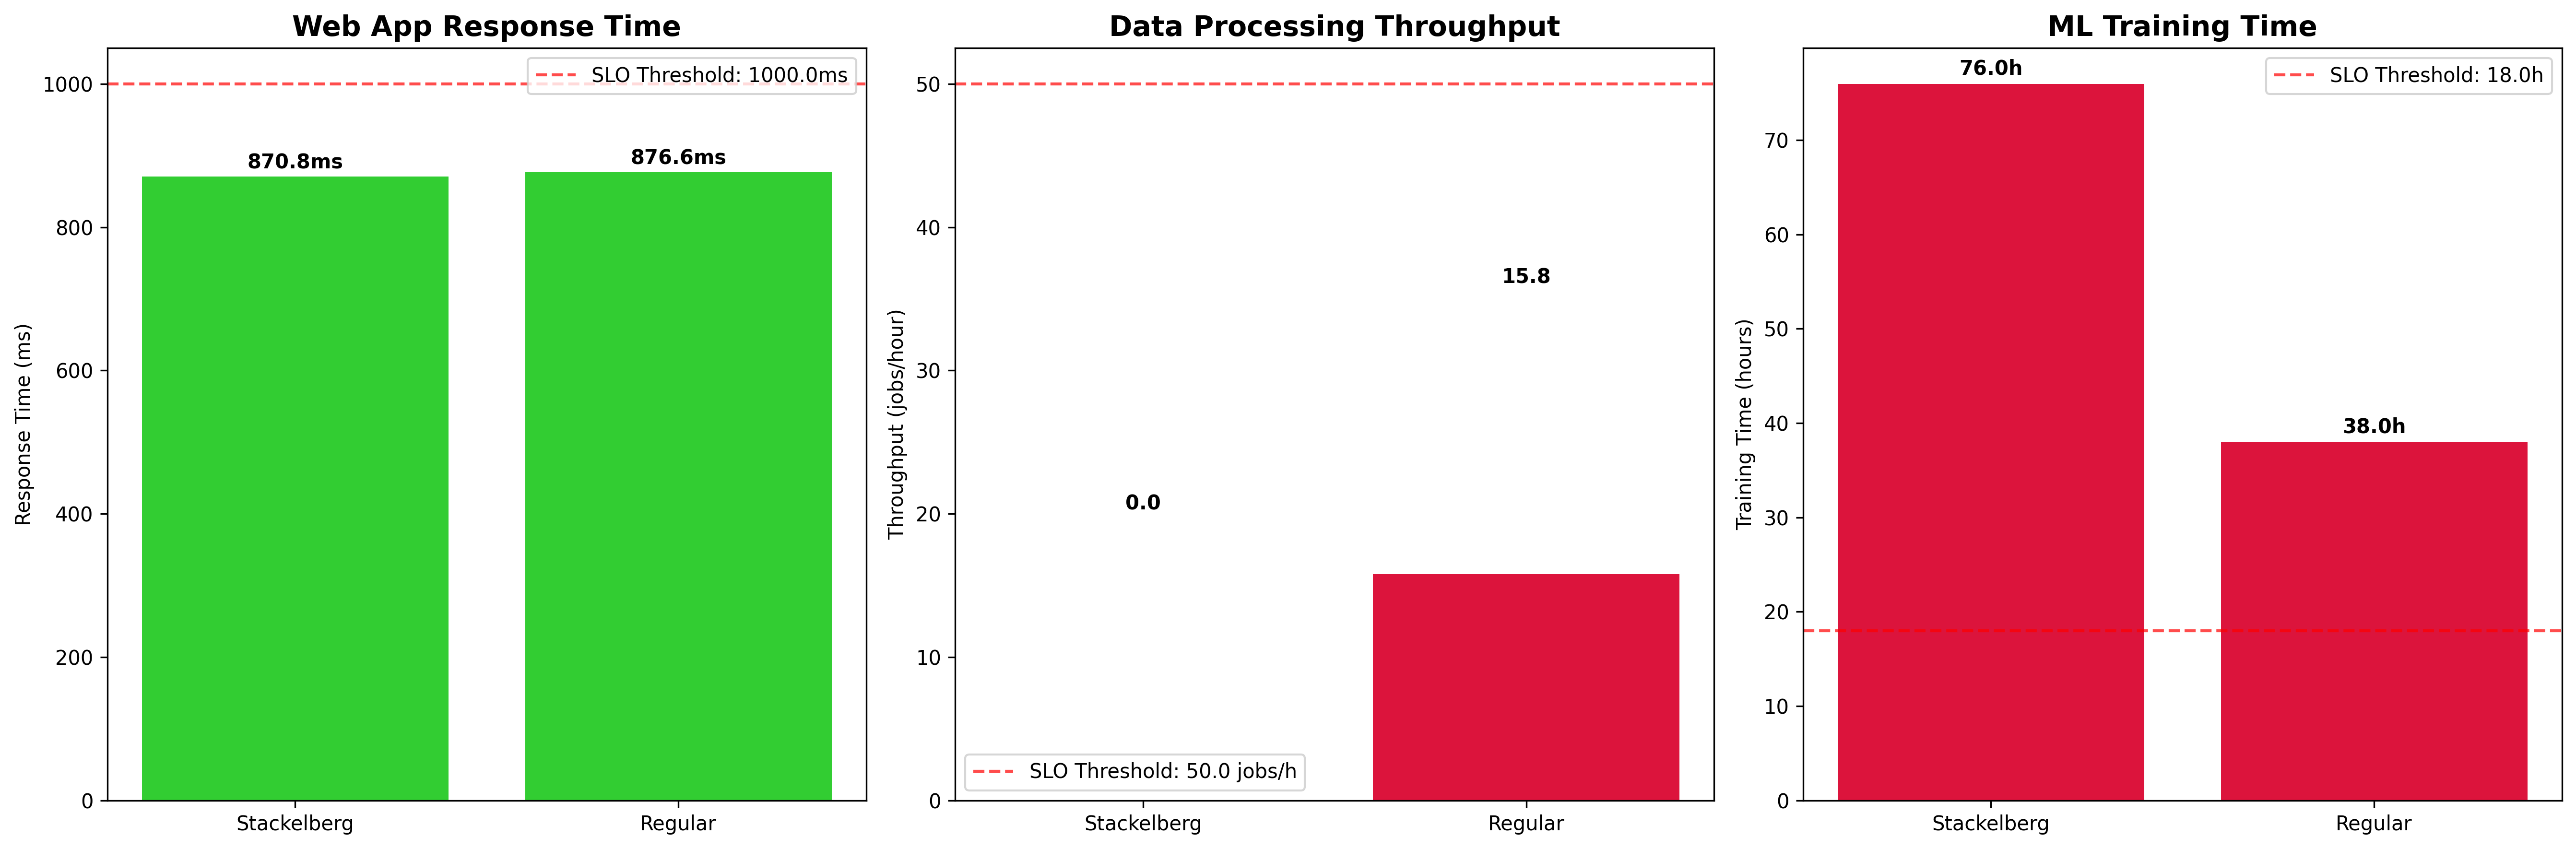 Web App Response Time
SLO Threshold: 1000.0ms
1000
800
600
400
200
0
Response Time (ms)
870.8ms
876.6ms
Stackelberg
Regular
Data Processing Throughput
50
40
30
20
10
0
Throughput (jobs/hour)
15.8
0.0
SLO Threshold: 50.0 jobs/h
Stackelberg
Regular
ML Training Time
76.0h
SLO Threshold: 18.0h
70
60
50
40
30
20
10
0
Training Time (hours)
38.0h
Stackelberg
Regular